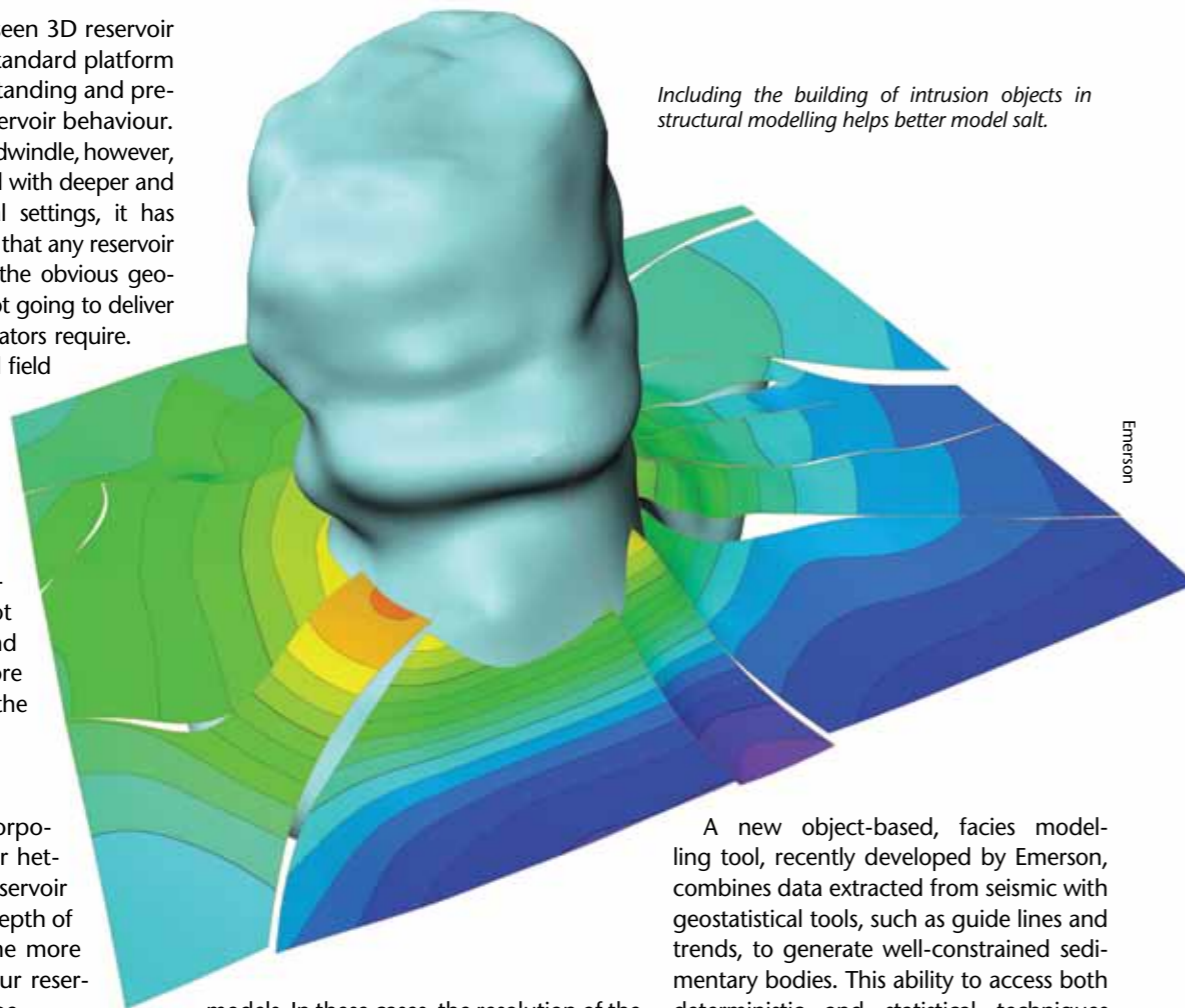 seen 3D reservoir
tandard platform
tanding and pre-
ervoir behaviour.
dwindle, however,
with deeper and
settings, it has
that any reservoir
the obvious geo-
ot going to deliver
ators require.
field
ot
nd
ore
the
orpo-
r het-
servoir
epth of
more
ur reser-
models. In these cases, the resolution of the
Including the building of intrusion objects in
structural modelling helps better model salt.
Emerson
A new object-based, facies model-
ling tool, recently developed by Emerson,
combines data extracted from seismic with
geostatistical tools, such as guide lines and
trends, to generate well-constrained sedi-
mentary bodies. This ability to access both
deterministic and statistical techniques